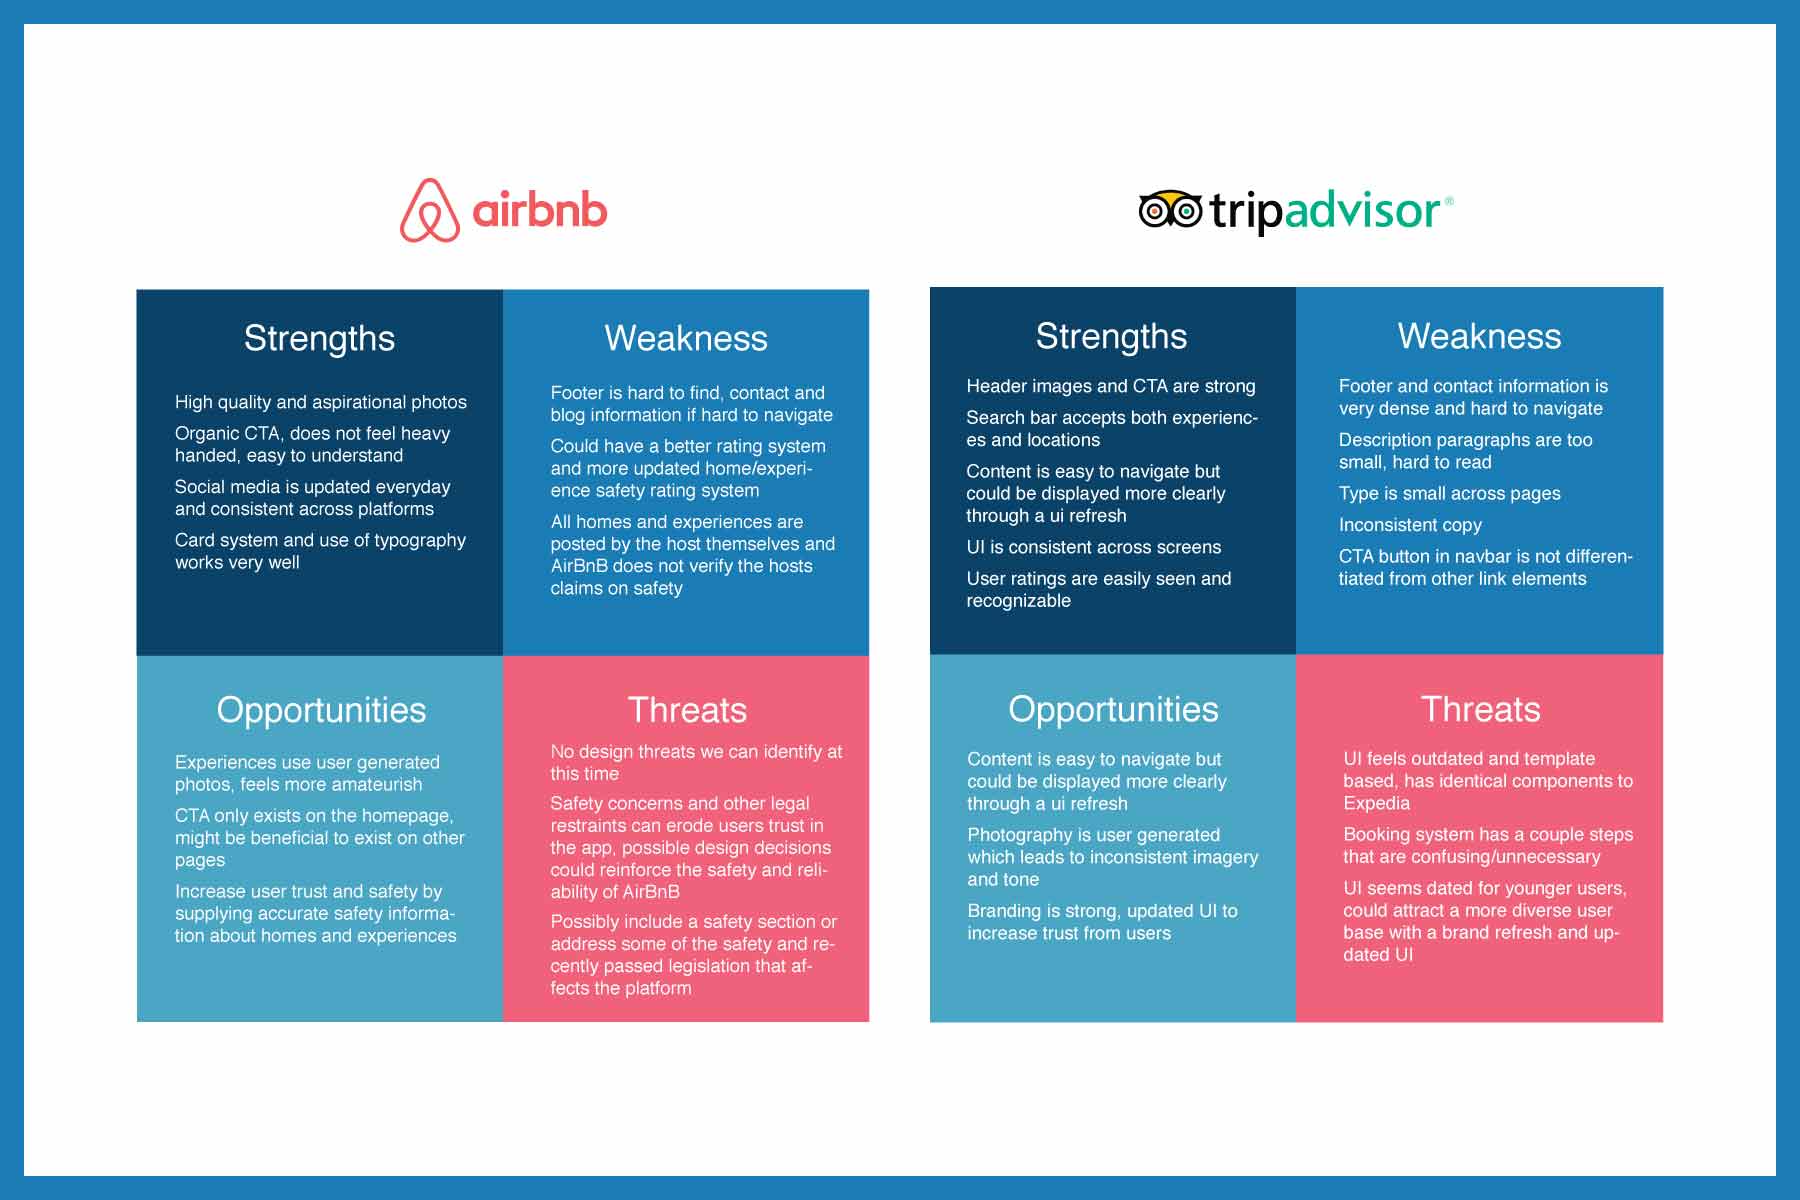 airbnb
tripadvisor®
Strengths
High quality and aspirational photos
Organic CTA, does not feel heavy
handed, easy to understand
Social media is updated everyday
and consistent across platforms
Card system and use of typography
works very well
Weakness
Footer is hard to find, contact and
blog information if hard to navigate
Could have a better rating system
and more updated home/experi-
ence safety rating system
All homes and experiences are
posted by the host themselves and
AirBnB does not verify the hosts
claims on safety
Opportunities
Experiences use user generated
photos, feels more amateurish
CTA only exists on the homepage,
might be beneficial to exist on other
pages
Increase user trust and safety by
supplying accurate safety informa-
tion about homes and experiences
Threats
No design threats we can identify at
this time
Safety concerns and other legal
restraints can erode users trust in
the app, possible design decisions
could reinforce the safety and reli-
ability of AirBnB
Possibly include a safety section or
address some of the safety and re-
cently passed legislation that af-
fects the platform
Strengths
Header images and CTA are strong
Search bar accepts both experienc-
es and locations
Content is easy to navigate but
could be displayed more clearly
through a ui refresh
UI is consistent across screens
User ratings are easily seen and
recognizable
Weakness
Footer and contact information is
very dense and hard to navigate
Description paragraphs are too
small, hard to read
Type is small across pages
Inconsistent copy
CTA button in navbar is not differen-
tiated from other link elements
Opportunities
Content is easy to navigate but
could be displayed more clearly
through a ui refresh
Photography is user generated
which leads to inconsistent imagery
and tone
Branding is strong, updated UI to
increase trust from users
Threats
UI feels outdated and template
based, has identical components to
Expedia
Booking system has a couple steps
that are confusing/unnecessary
UI seems dated for younger users,
could attract a more diverse user
base with a brand refresh and up-
dated UI